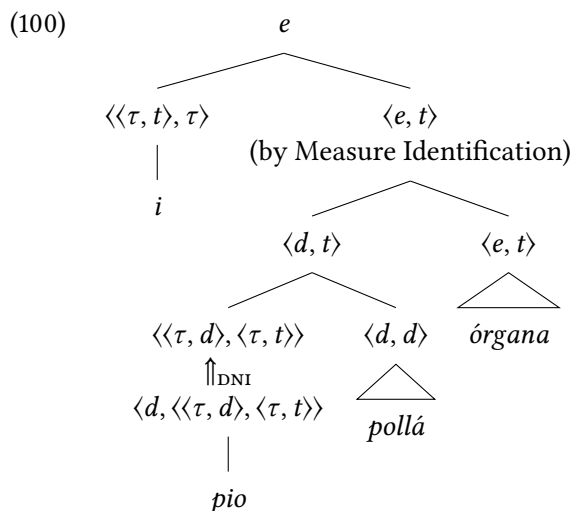 (100) e
⟨⟨τ, t⟩, τ⟩ ⟨e, t⟩
(by Measure Identification)
i
⟨d, t⟩ ⟨e, t⟩
⟨⟨τ, d⟩, ⟨τ, t⟩⟩ ⟨d, d⟩ órgana
⇑DNI
⟨d, ⟨⟨τ, d⟩, ⟨τ, t⟩⟩ pollá
pio